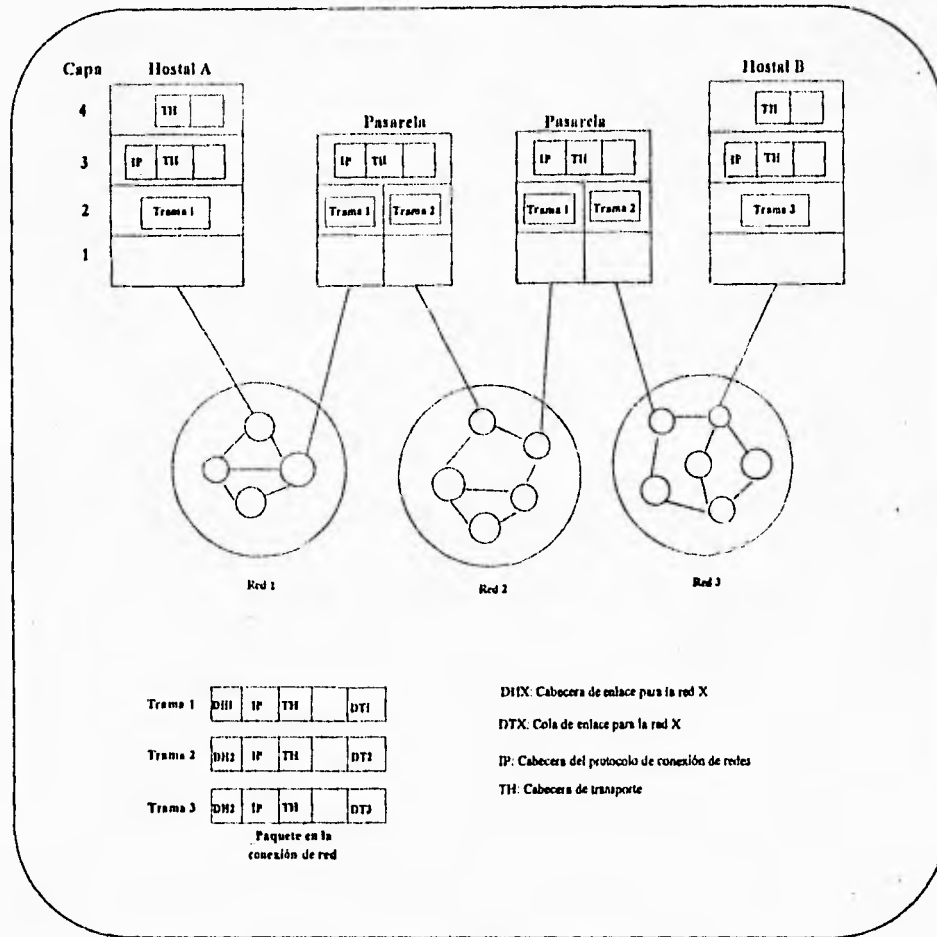 Capa Hostal A Hostal B
4 TH TH
Pasarela Pasarela
3 IP TH IP TH IP TH IP TH
2 Trama 1 Trama 1 Trama 2 Trama 1 Trama 2 Trama 3
1
Red 1 Red 2 Red 3
Trama 1 DH1 IP TH DT1
Trama 2 DH2 IP TH DT2
Trama 3 DH2 IP TH DT3
Paquete en la
conexión de red
DHX: Cabecera de enlace para la red X
DTX: Cola de enlace para la red X
IP: Cabecera del protocolo de conexión de redes
TH: Cabecera de transporte